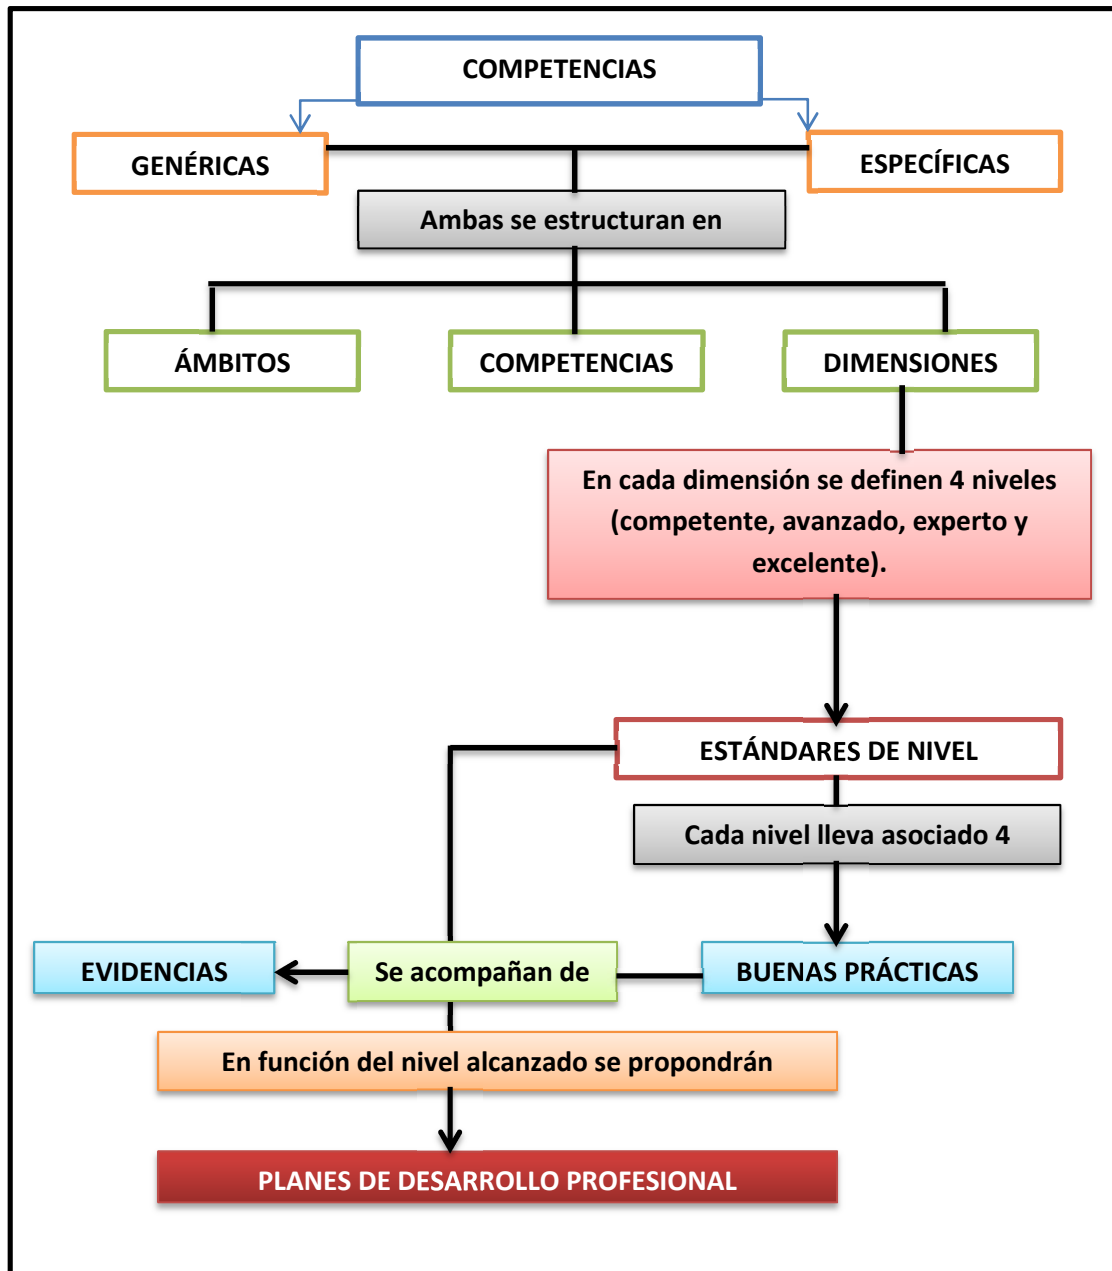 COMPETENCIAS
GENÉRICAS
ESPECÍFICAS
Ambas se estructuran en
ÁMBITOS
COMPETENCIAS
DIMENSIONES
En cada dimensión se definen 4 niveles
(competente, avanzado, experto y
excelente).
ESTÁNDARES DE NIVEL
Cada nivel lleva asociado 4
EVIDENCIAS
Se acompañan de
BUENAS PRÁCTICAS
En función del nivel alcanzado se propondrán
PLANES DE DESARROLLO PROFESIONAL